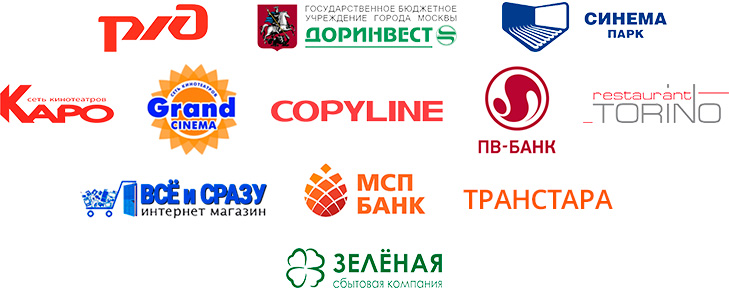 РЖД
ГОСУДАРСТВЕННОЕ БЮДЖЕТНОЕ
УЧРЕЖДЕНИЕ ГОРОДА МОСКВЫ
ДОРИНВЕСТ
СИНЕМА
ПАРК
сеть кинотеатров
КАРО
СЕТЬ КИНОТЕАТРОВ
Grand
CINEMA
COPYLINE
ПВ-БАНК
restaurant
TORINO
ВСЁ и СРАЗУ
интернет магазин
МСП
БАНК
ТРАНСТАРА
ЗЕЛЁНАЯ
сбытовая компания